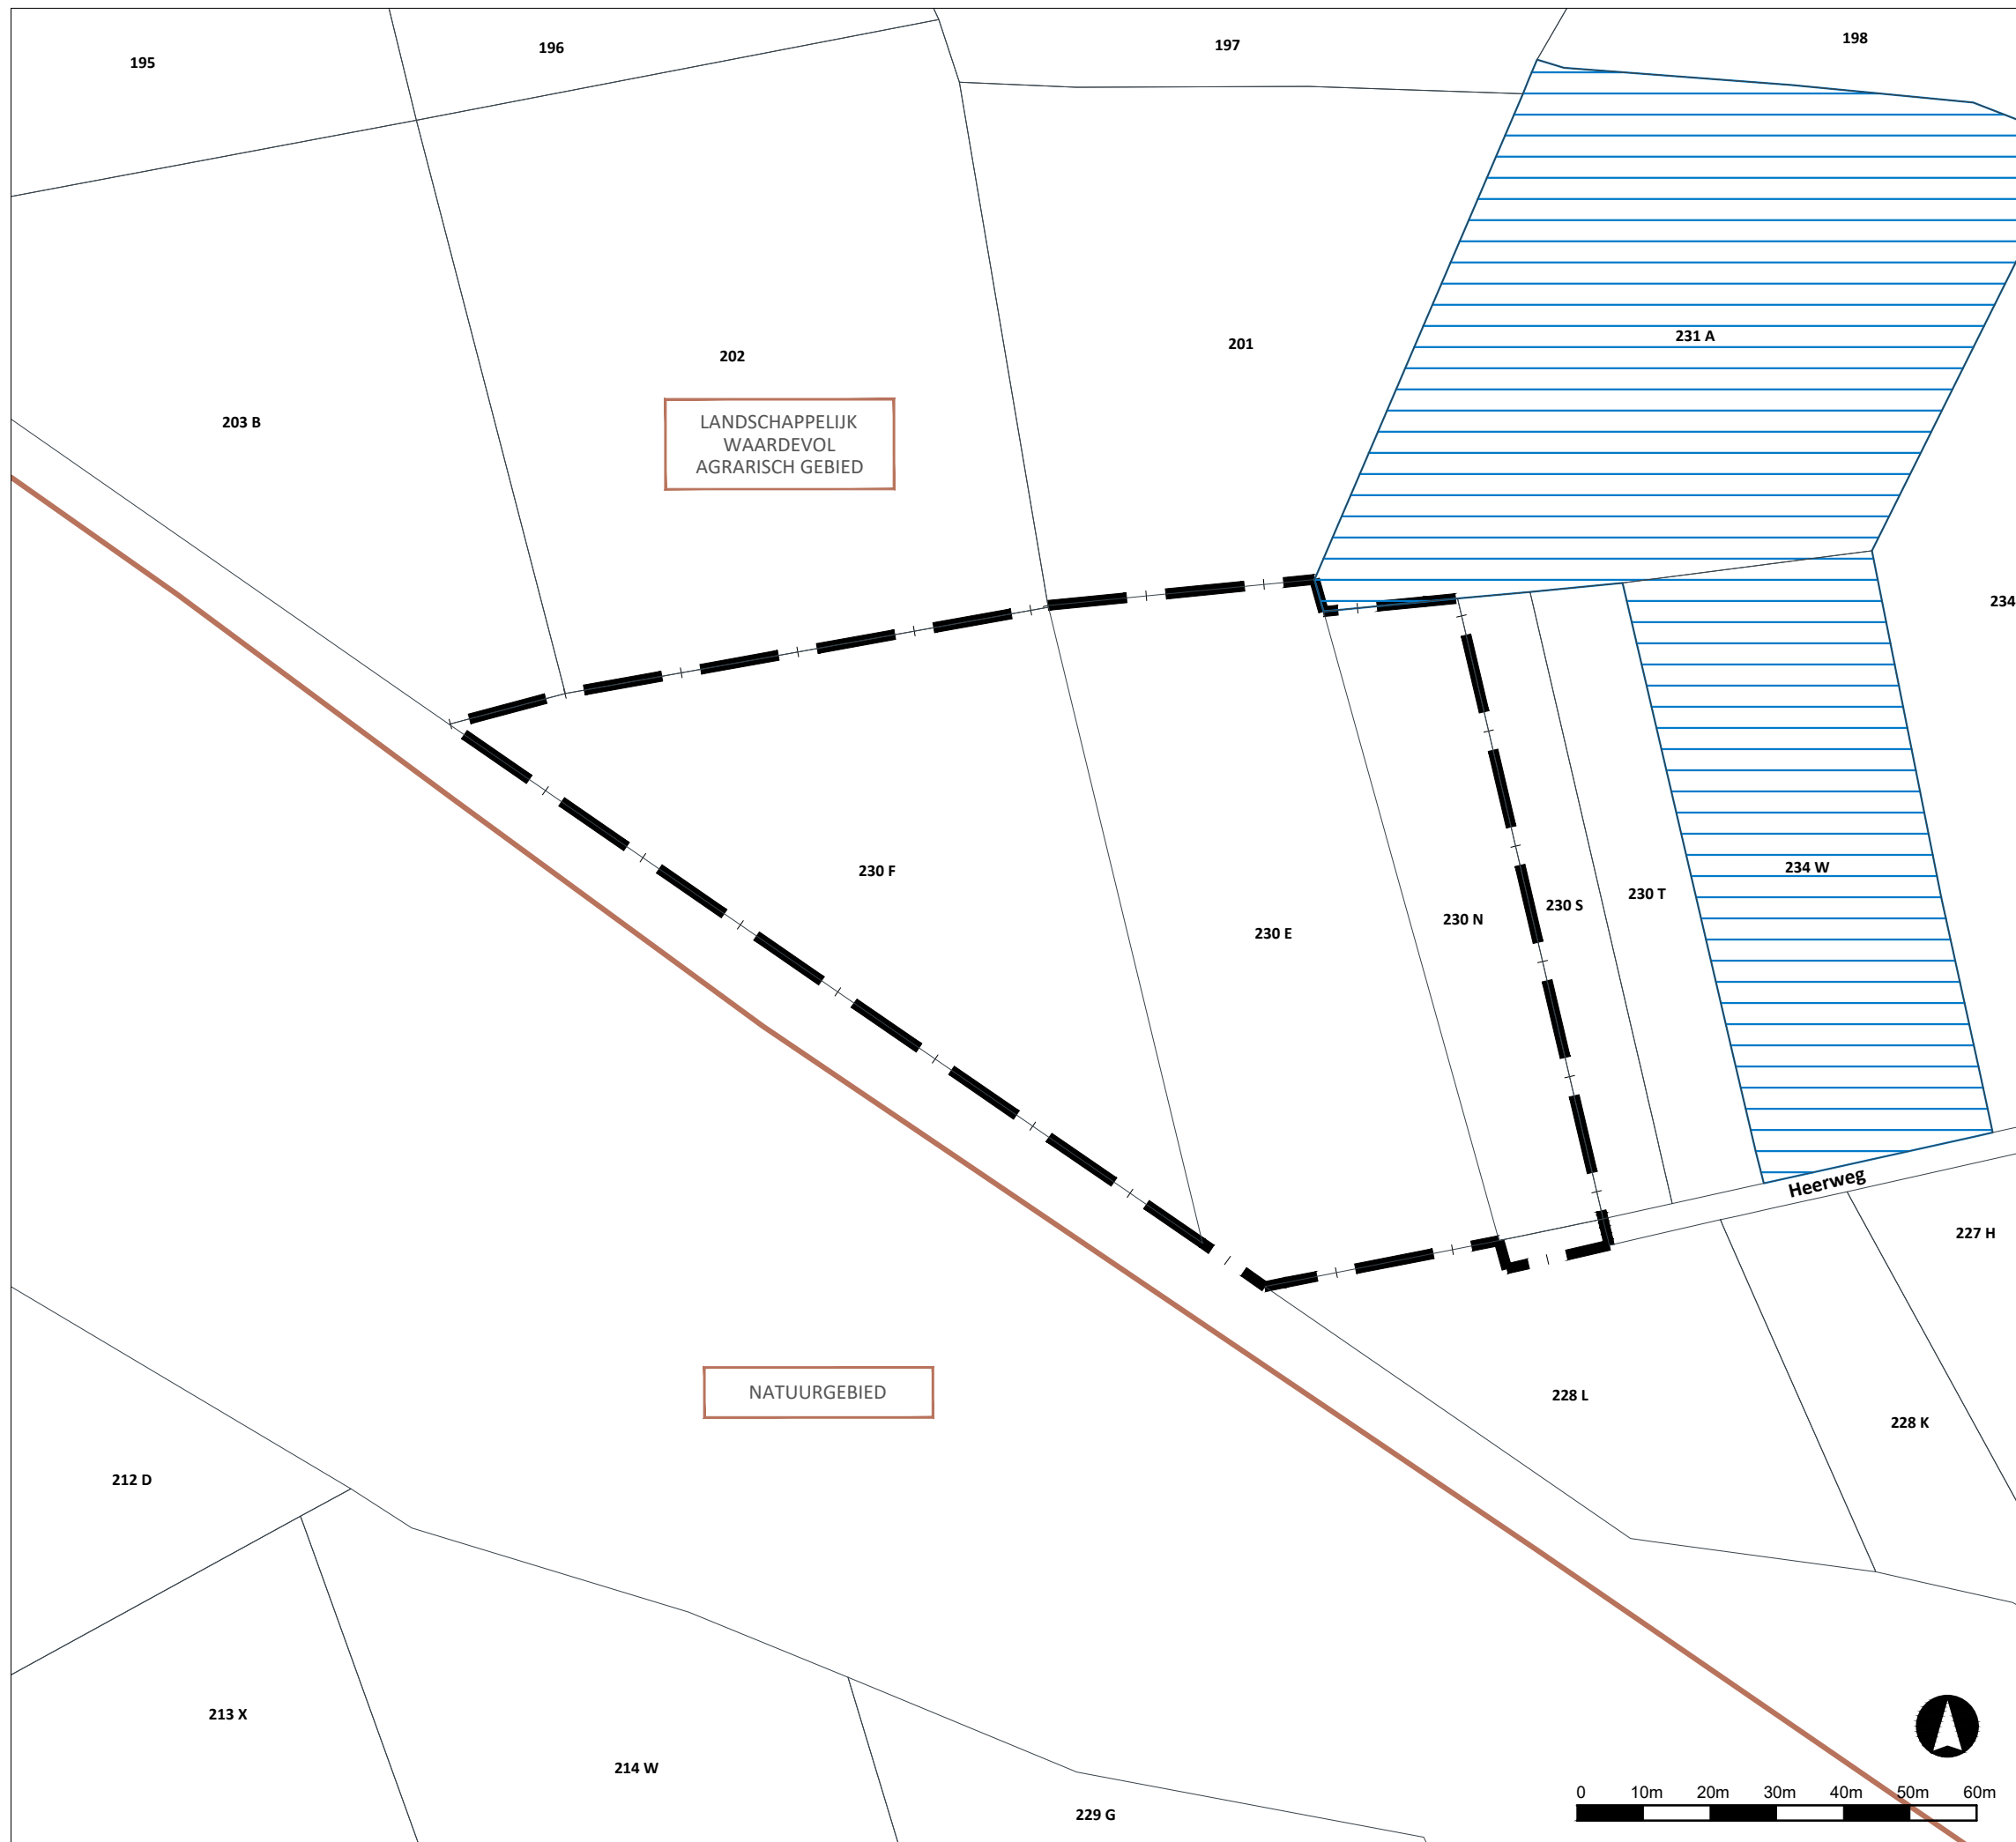 195
196
197
198
201
231 A
202
203 B
LANDSCHAPPELIJK
WAARDEVOL
AGRARISCH GEBIED
234
230 F
234 W
230 T
230 S
230 N
230 E
Heerweg
227 H
NATUURGEBIED
228 L
228 K
212 D
213 X
214 W
229 G
0 10m 20m 30m 40m 50m 60m